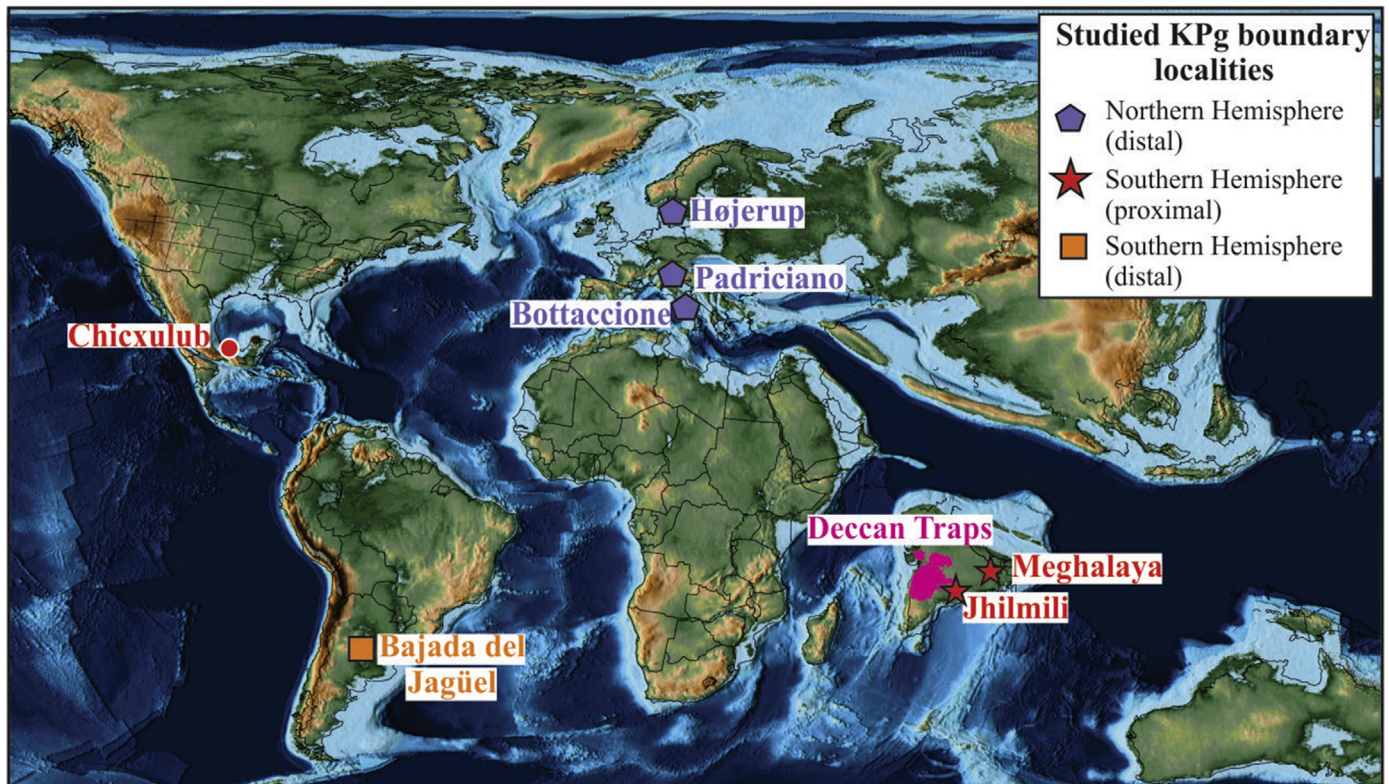 Studied KPg boundary
localities
Northern Hemisphere
(distal)
Southern Hemisphere
(proximal)
Southern Hemisphere
(distal)
Højerup
Padriciano
Bottaccione
Chicxulub
Deccan Traps
Meghalaya
Jhilmili
Bajada del
Jagüel